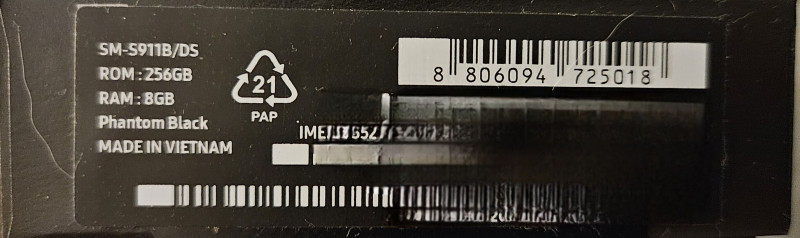 SM-S911B/DS
ROM : 256GB
RAM : 8GB
Phantom Black
MADE IN VIETNAM
21
PAP
8 806094 725018